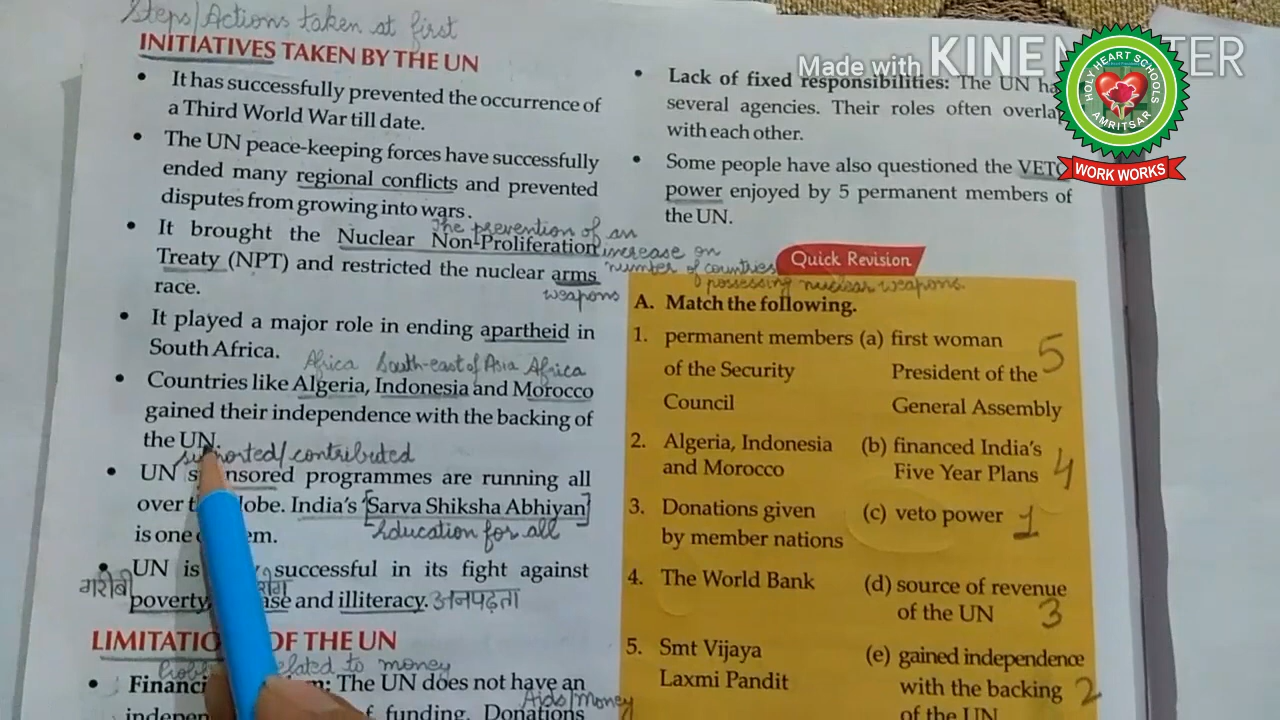 Steps/Actions taken at first
INITIATIVES TAKEN BY THE UN
• It has successfully prevented the occurrence of
a Third World War till date.
• The UN peace-keeping forces have successfully
ended many regional conflicts and prevented
disputes from growing into wars.
The prevention of an
• It brought the Nuclear Non-Proliferation
increase on
Treaty (NPT) and restricted the nuclear arms
number of countries
possessing nuclear weapons.
race.
weapons
• It played a major role in ending apartheid in
South Africa.
Africa South-east of Asia Africa
• Countries like Algeria, Indonesia and Morocco
gained their independence with the backing of
the UN.
supported/contributed
• UN sponsored programmes are running all
over the globe. India's [Sarva Shiksha Abhiyan]
is one
Education for all
• UN is successful in its fight against
गरीबी
poverty, and illiteracy. अनपढ़ता
LIMITATIONS OF THE UN
related to money
• The UN does not have an
Aids/money
funding. Donations
• Lack of fixed responsibilities: The UN
several agencies. Their roles often overlap
with each other.
• Some people have also questioned the VETO
power enjoyed by 5 permanent members of
the UN.
Quick Revision
A. Match the following.
1. permanent members (a) first woman
of the Security President of the 5
Council General Assembly
2. Algeria, Indonesia (b) financed India's
and Morocco Five Year Plans 4
3. Donations given (c) veto power 1
by member nations
4. The World Bank (d) source of revenue
of the UN 3
5. Smt Vijaya (e) gained independence
Laxmi Pandit with the backing 2
of the UN
Made with KINEMASTER
HOLY HEART SCHOOLS
AMRITSAR
WORK WORKS